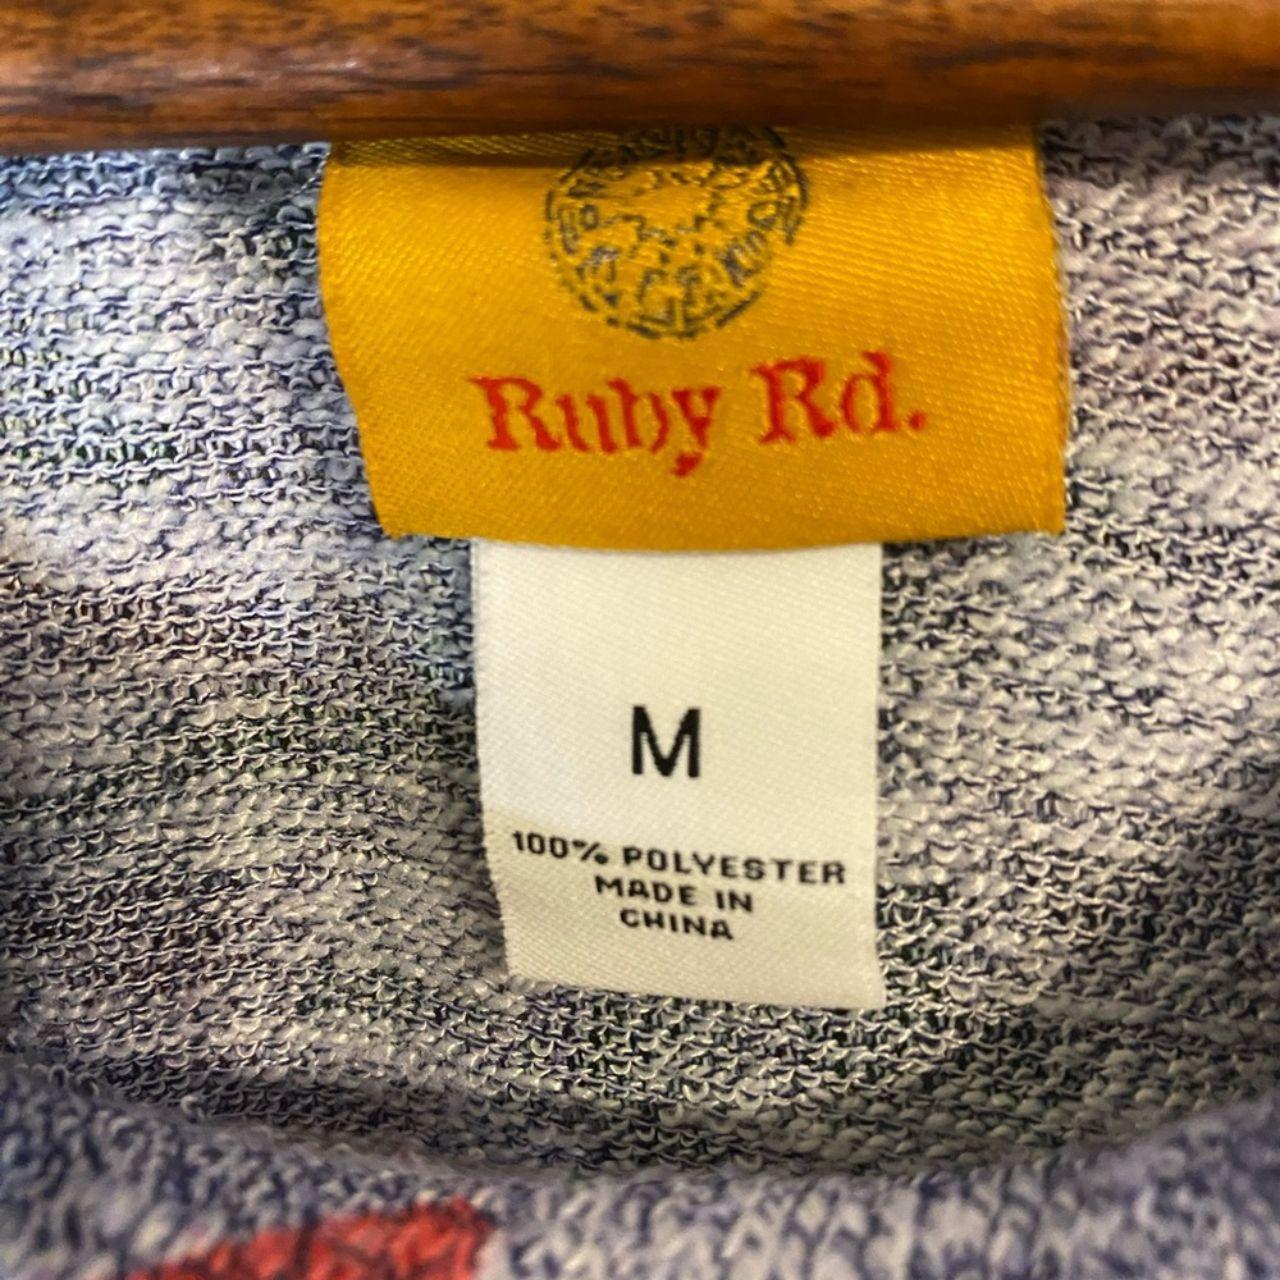 Ruby Rd.
M
100% POLYESTER
MADE IN
CHINA